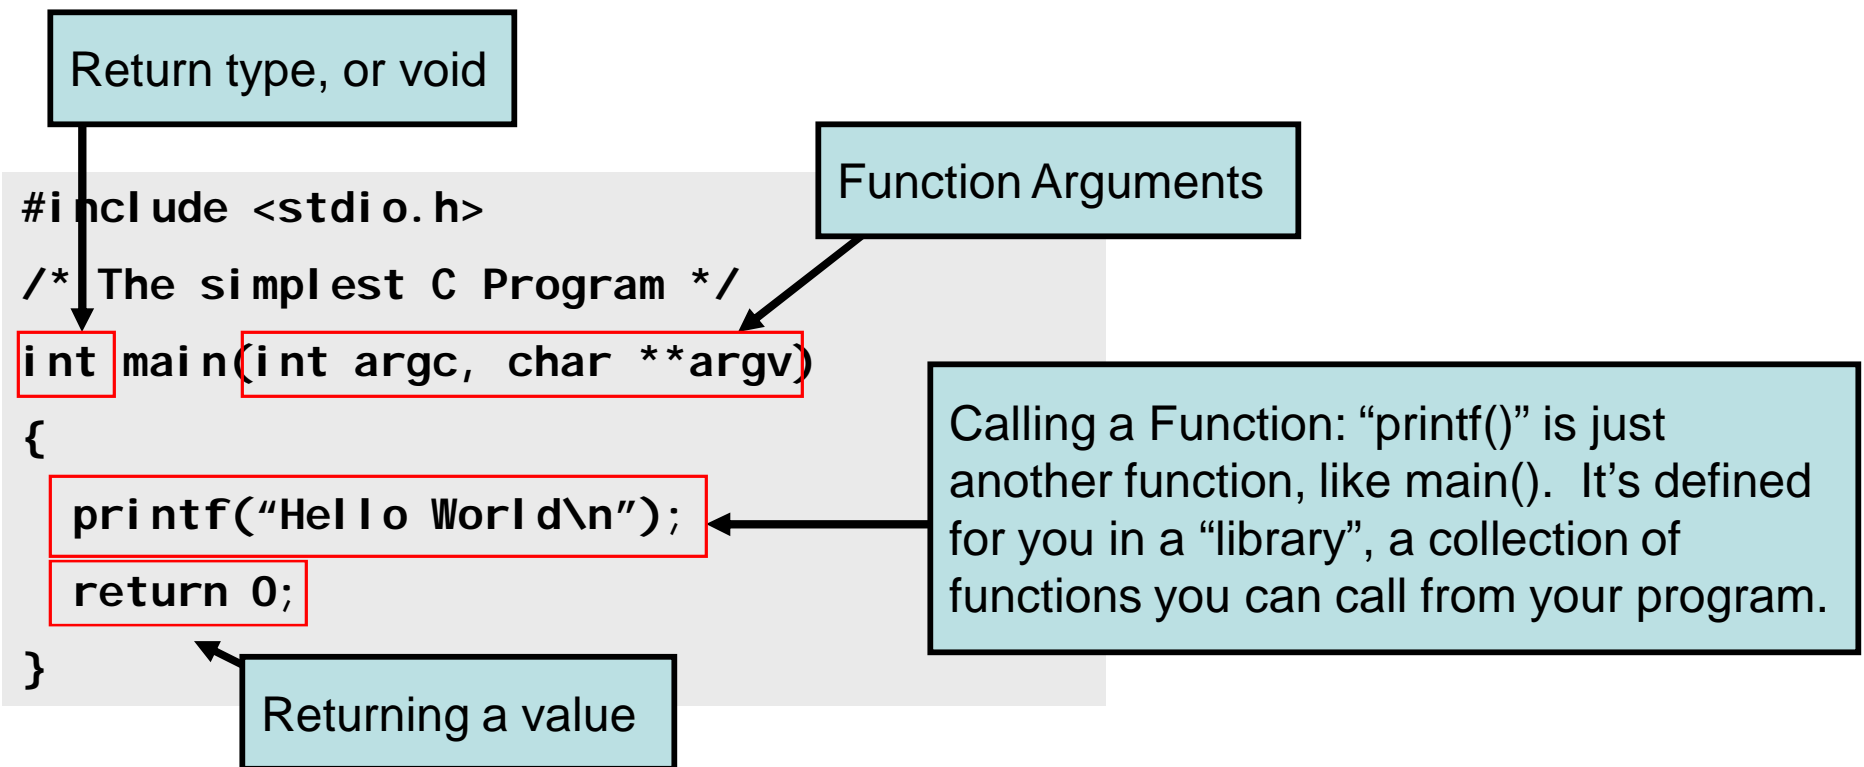 Return type, or void
Function Arguments
#include <stdio.h>
/* The simplest C Program */
int main(int argc, char **argv)
{
printf(“Hello World\n”);
return 0;
}
Calling a Function: “printf()” is just
another function, like main().  It’s defined
for you in a “library”, a collection of
functions you can call from your program.
Returning a value